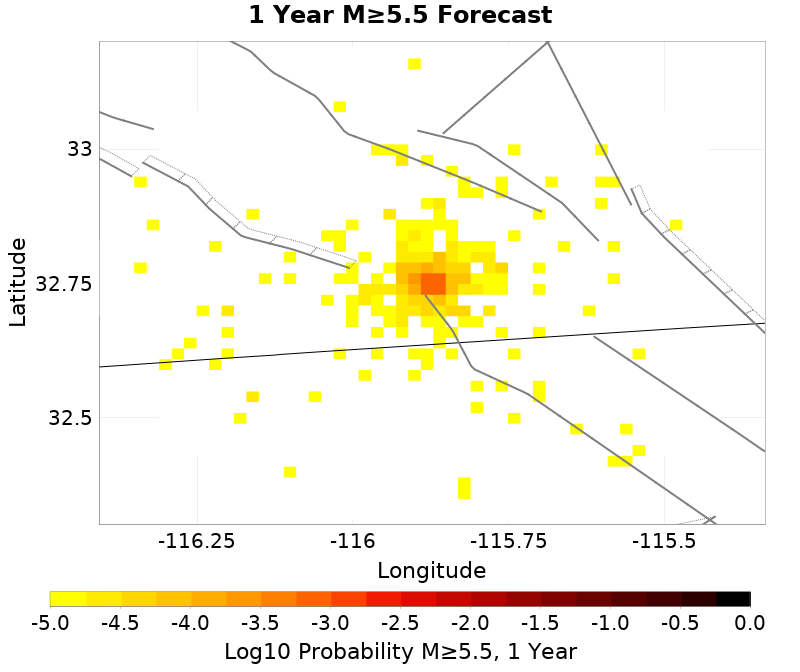 1 Year M≥5.5 Forecast
33
32.75
32.5
Latitude
-116.25 -116 -115.75 -115.5
Longitude
-5.0 -4.5 -4.0 -3.5 -3.0 -2.5 -2.0 -1.5 -1.0 -0.5 0.0
Log10 Probability M≥5.5, 1 Year